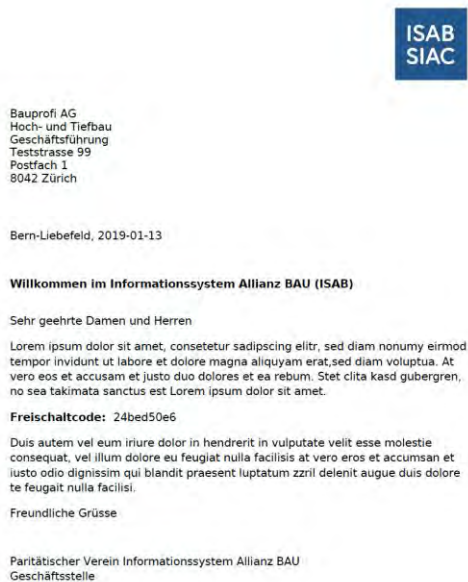 ISAB
SIAC
Bauprofi AG
Hoch- und Tiefbau
Geschäftsführung
Teststrasse 99
Postfach 1
8042 Zürich
Bern-Liebefeld, 2019-01-13
Willkommen im Informationssystem Allianz BAU (ISAB)
Sehr geehrte Damen und Herren
Lorem ipsum dolor sit amet, consetetur sadipscing elitr, sed diam nonumy eirmod
tempor invidunt ut labore et dolore magna aliquyam erat,sed diam voluptua. At
vero eos et accusam et justo duo dolores et ea rebum. Stet clita kasd gubergren,
no sea takimata sanctus est Lorem ipsum dolor sit amet.
Freischaltcode: 24bed50e6
Duis autem vel eum iriure dolor in hendrerit in vulputate velit esse molestie
consequat, vel illum dolore eu feugiat nulla facilisis at vero eros et accumsan et
iusto odio dignissim qui blandit praesent luptatum zzril delenit augue duis dolore
te feugait nulla facilisi.
Freundliche Grüsse
Paritätischer Verein Informationssystem Allianz BAU
Geschäftsstelle